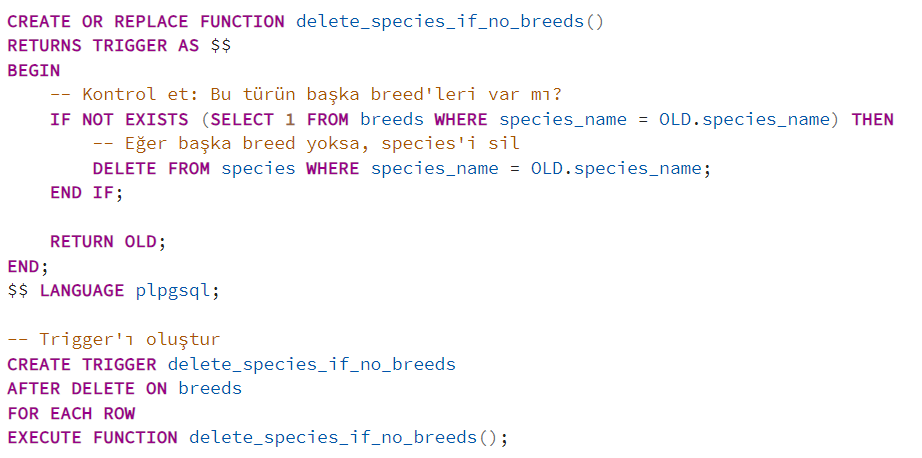 CREATE OR REPLACE FUNCTION delete_species_if_no_breeds()
RETURNS TRIGGER AS $$
BEGIN
    -- Kontrol et: Bu türün başka breed'leri var mı?
    IF NOT EXISTS (SELECT 1 FROM breeds WHERE species_name = OLD.species_name) THEN
        -- Eğer başka breed yoksa, species'i sil
        DELETE FROM species WHERE species_name = OLD.species_name;
    END IF;

    RETURN OLD;
END;
$$ LANGUAGE plpgsql;

-- Trigger'ı oluştur
CREATE TRIGGER delete_species_if_no_breeds
AFTER DELETE ON breeds
FOR EACH ROW
EXECUTE FUNCTION delete_species_if_no_breeds();